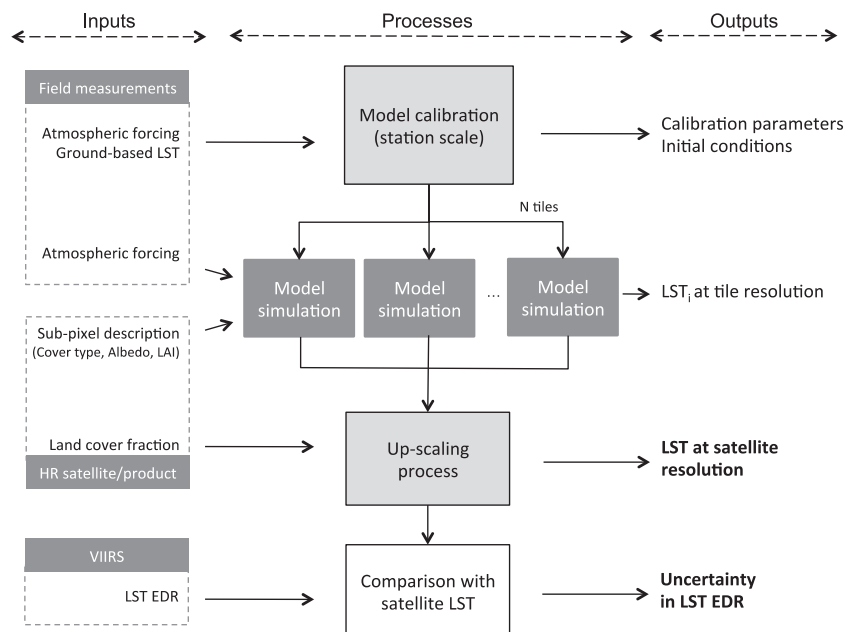 Inputs
Processes
Outputs
Field measurements
Atmospheric forcing
Ground-based LST
Atmospheric forcing
Model calibration
(station scale)
Calibration parameters
Initial conditions
N tiles
Model
simulation
Model
simulation
...
Model
simulation
LSTi at tile resolution
Sub-pixel description
(Cover type, Albedo, LAI)
Land cover fraction
HR satellite/product
Up-scaling
process
LST at satellite
resolution
VIIRS
LST EDR
Comparison with
satellite LST
Uncertainty
in LST EDR